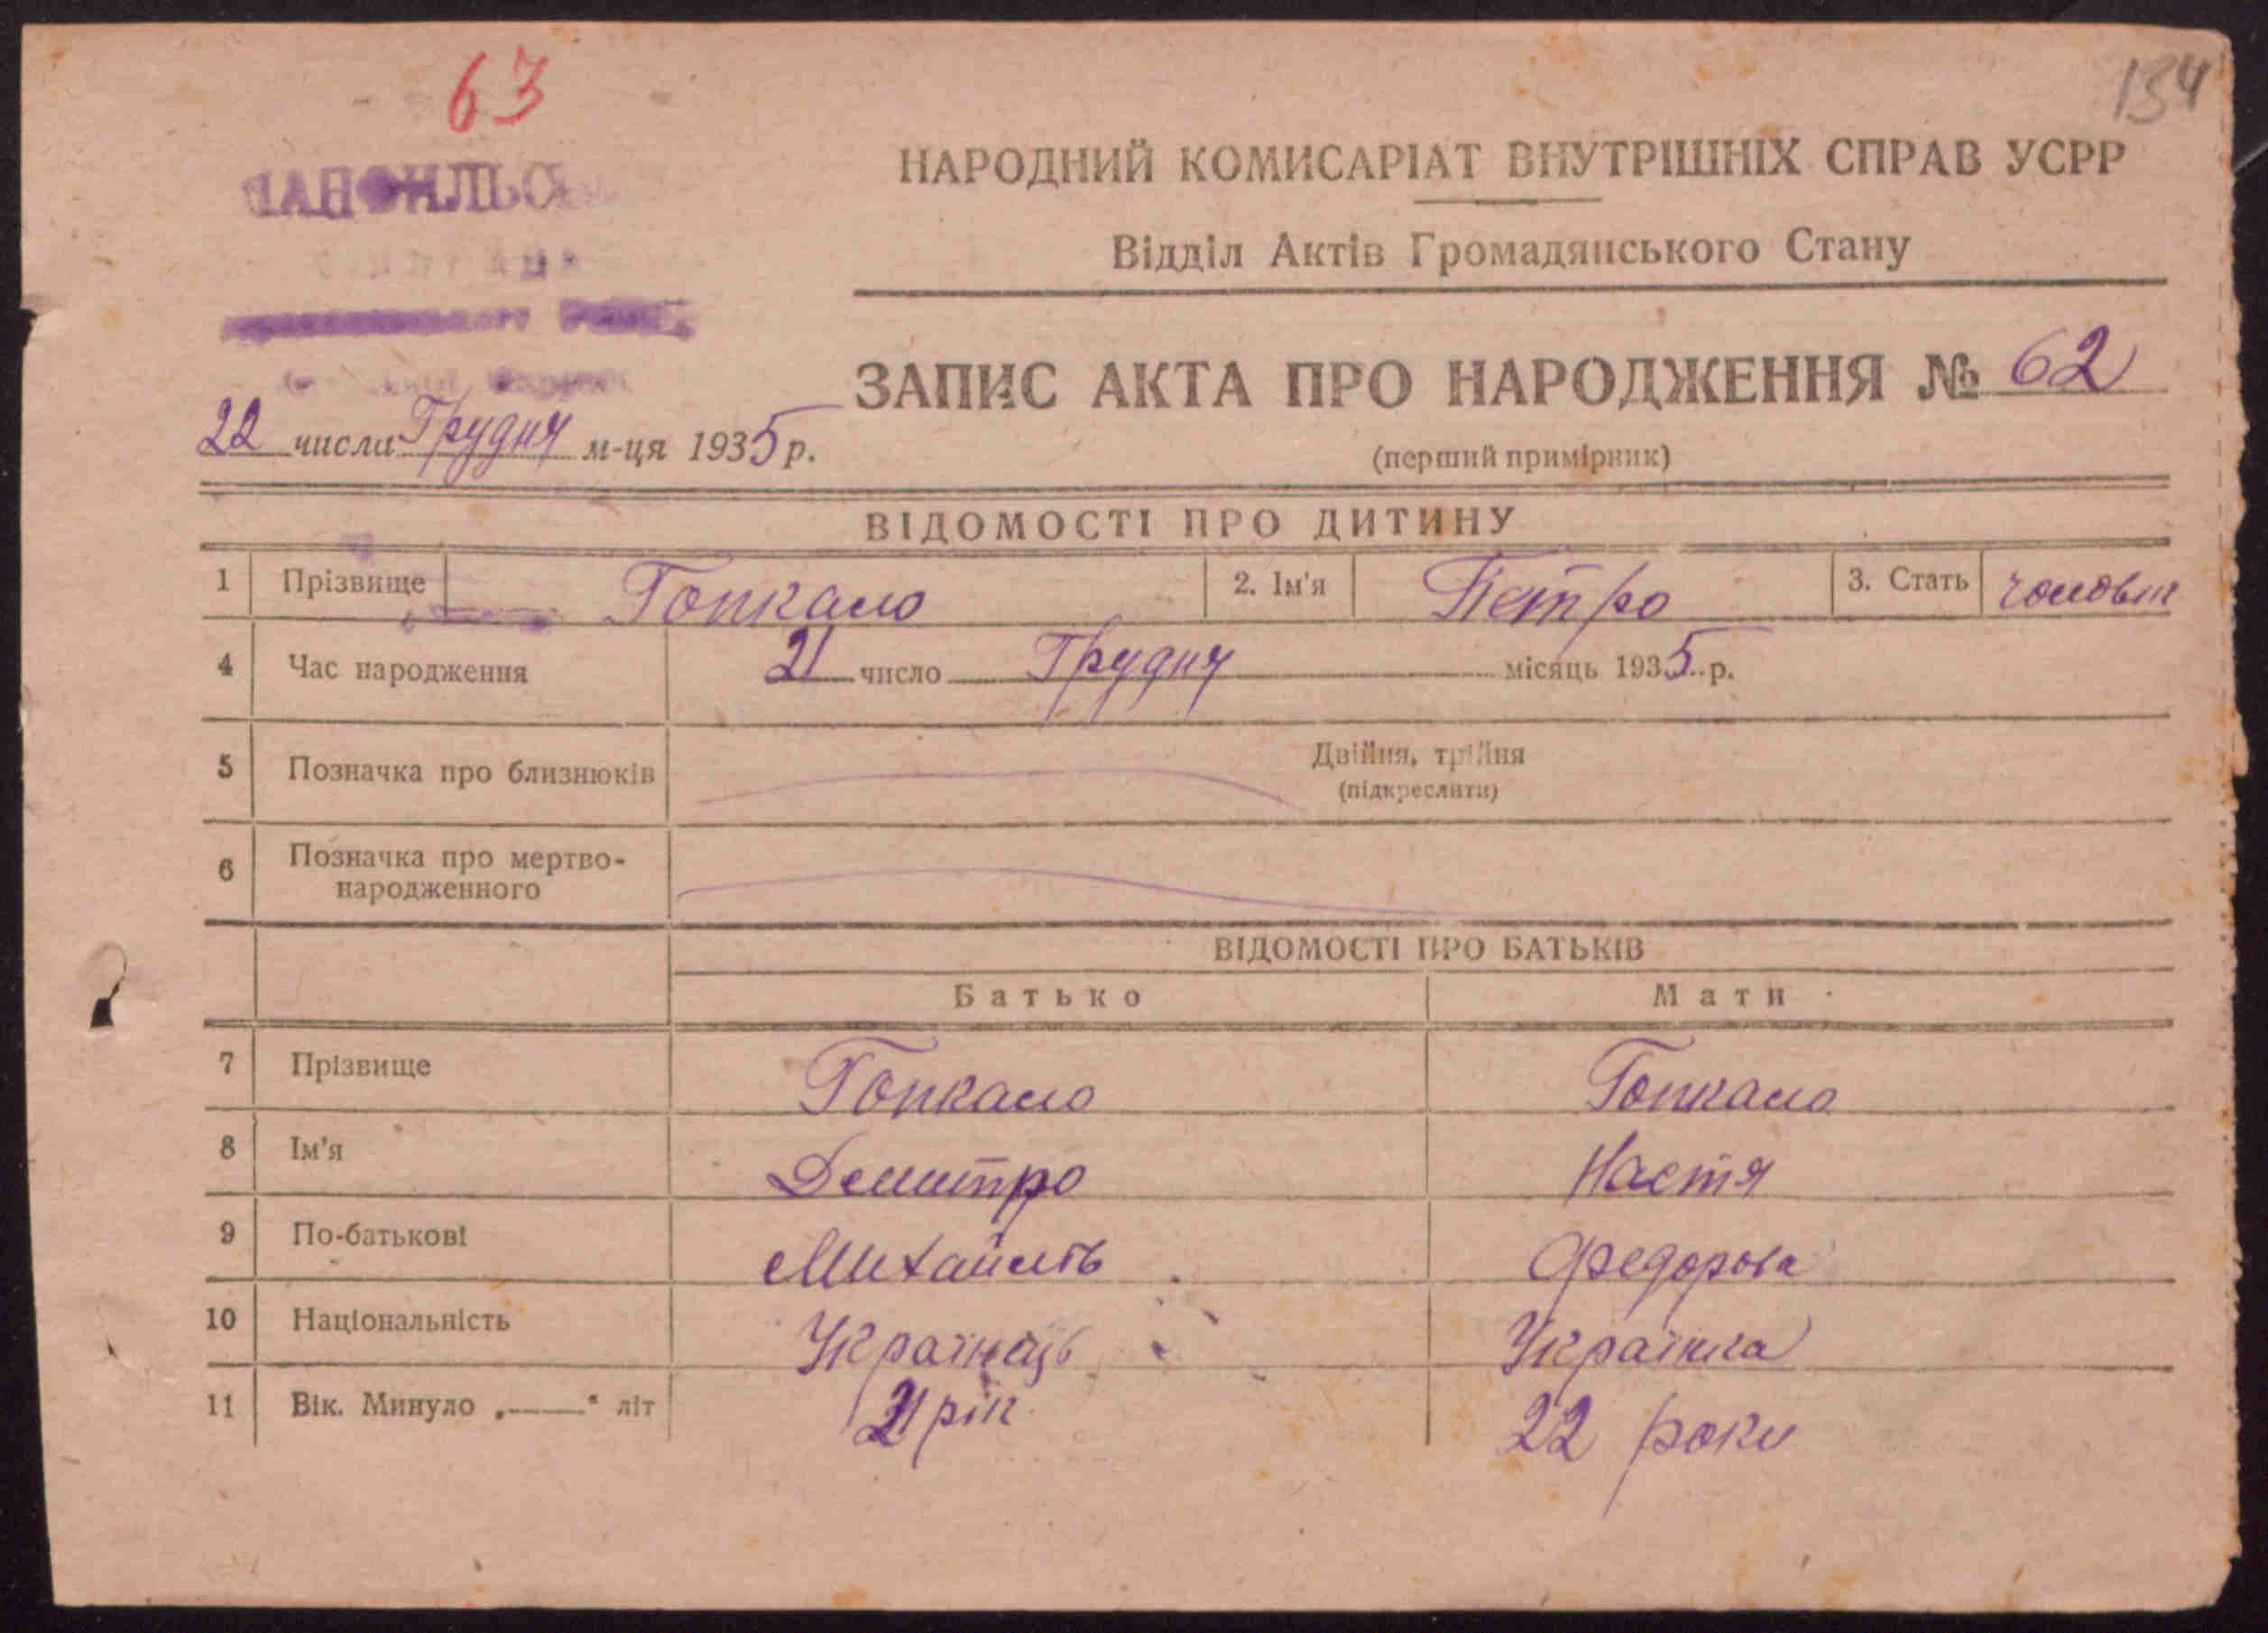 63
134
НАРОДНИЙ КОМИСАРІАТ ВНУТРІШНІХ СПРАВ УСРР
Відділ Актів Громадянського Стану
ЗАПИС АКТА ПРО НАРОДЖЕННЯ № 62
22 числа Грудня м-ця 1935 р.
(перший примірник)
ВІДОМОСТІ ПРО ДИТИНУ
1 Прізвище Гопкало 2. Ім'я Петро 3. Стать
4 Час народження 21 число Грудня місяць 1935 р.
5 Позначка про близнюків Двійня, трійня
(підкреслити)
6 Позначка про мертво-
народженного
ВІДОМОСТІ ПРО БАТЬКІВ
Батько Мати
7 Прізвище Гопкало Гопкало
8 Ім'я Демитро Настя
9 По-батькові Михайлів Федорова
10 Національність Українець Українка
11 Вік. Минуло „——“ літ 21 рік 22 роки